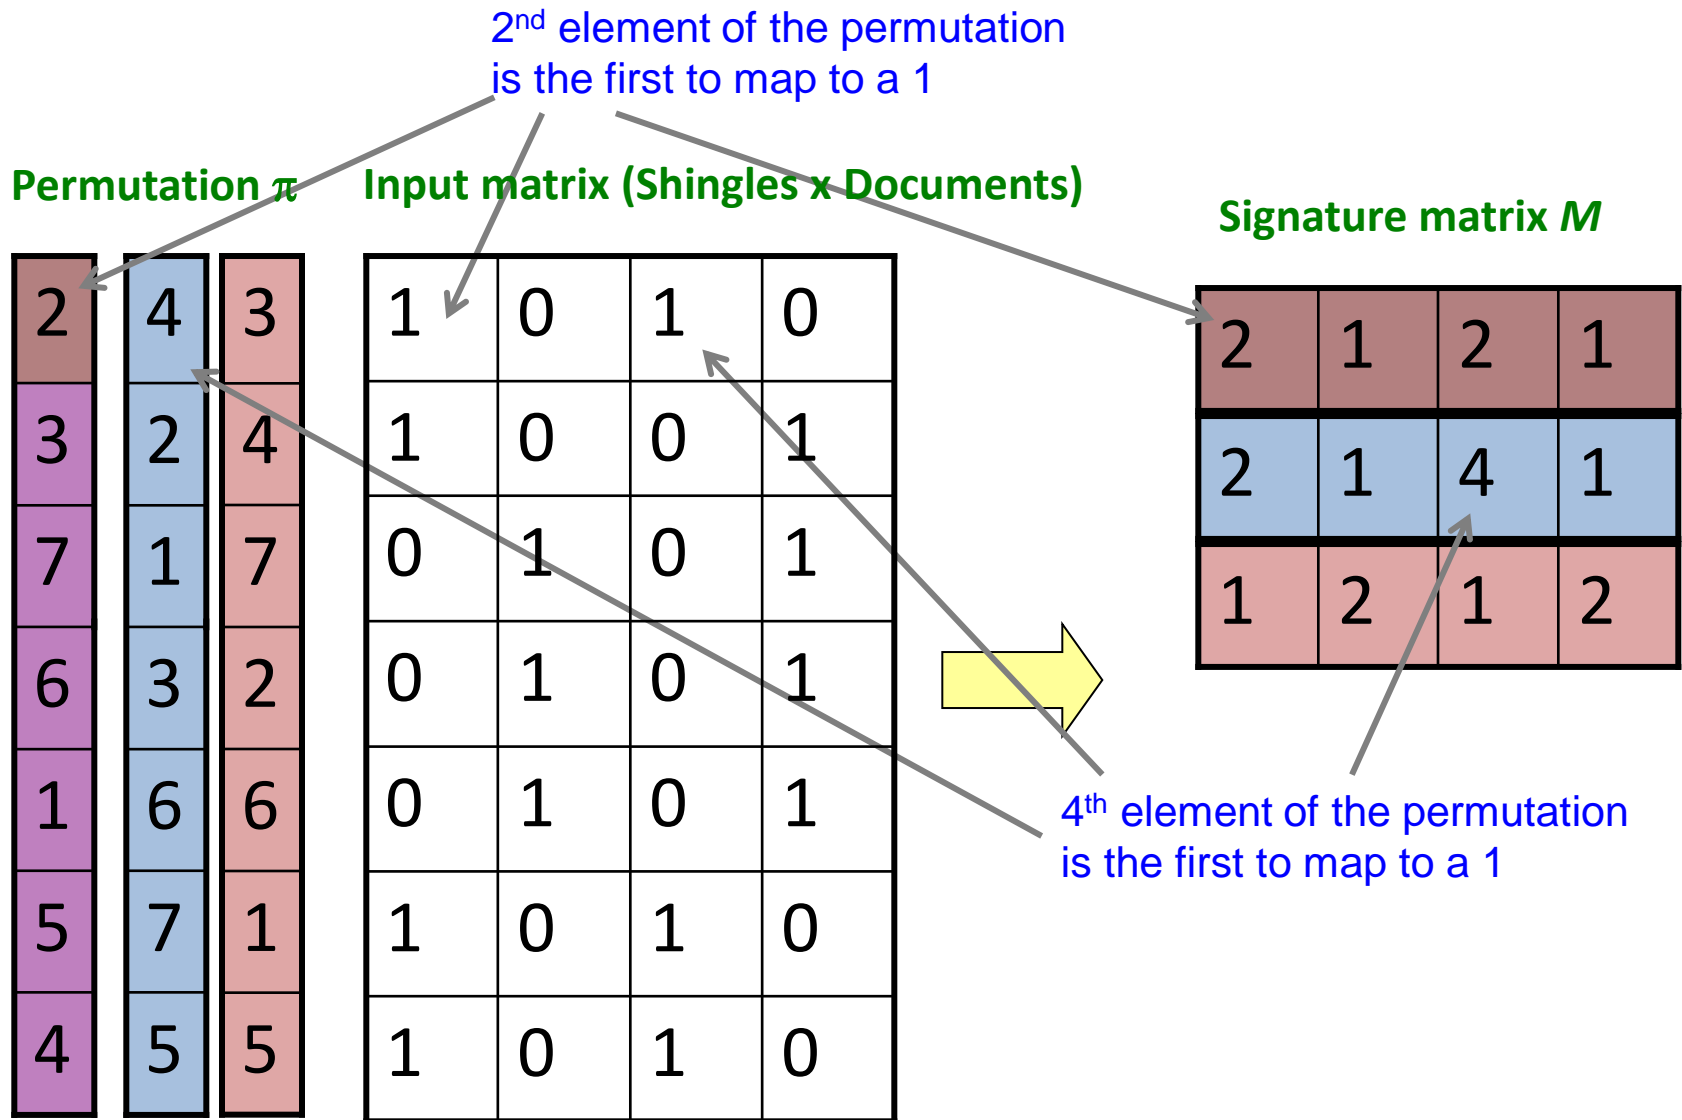 2nd element of the permutation
is the first to map to a 1
Permutation π
Input matrix (Shingles x Documents)
Signature matrix M
2 4 3 1 0 1 0
3 2 4 1 0 0 1
7 1 7 0 1 0 1
6 3 2 0 1 0 1
1 6 6 0 1 0 1
5 7 1 1 0 1 0
4 5 5 1 0 1 0
2 1 2 1
2 1 4 1
1 2 1 2
4th element of the permutation
is the first to map to a 1